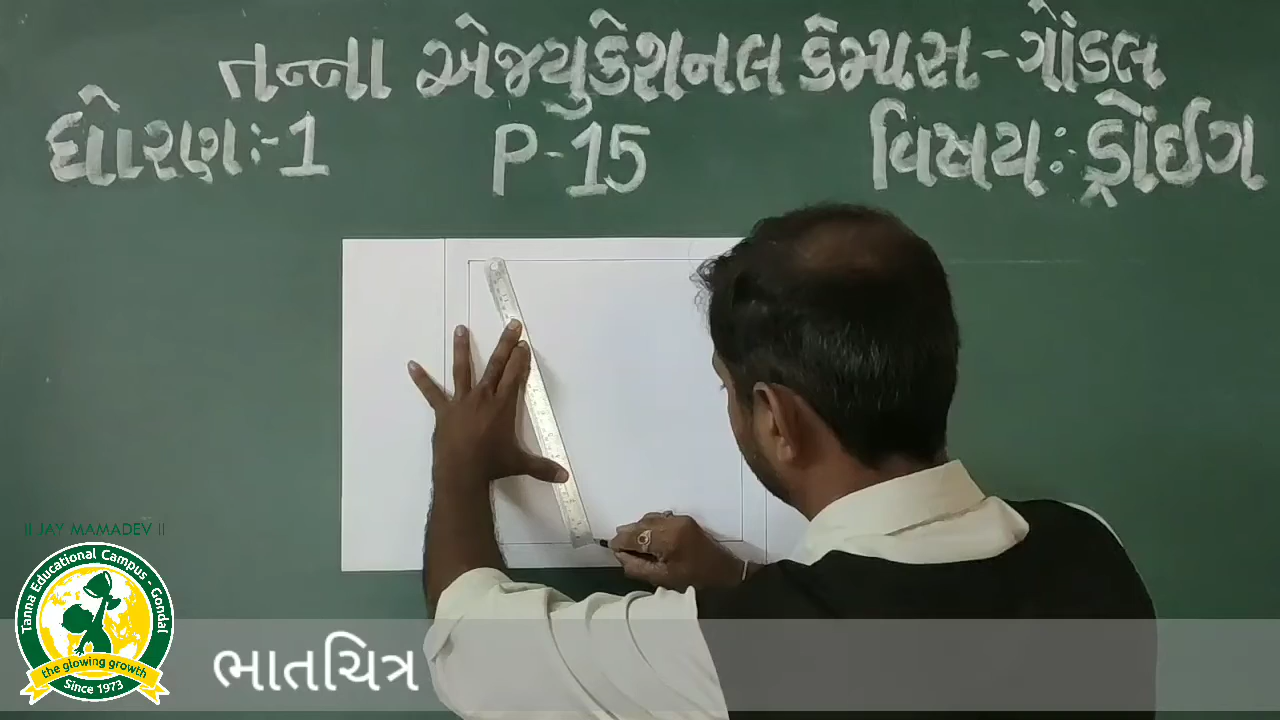 તન્ના એજ્યુકેશનલ કેમ્પસ - ગોંડલ
ધોરણ:-1 P-15 વિષય:- ડ્રોઈંગ
|| JAY MAMADEV ||
Tanna Educational Campus - Gondal
the glowing growth
Since 1973
ભાતચિત્ર